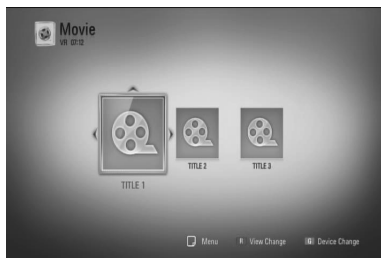 Movie
VR 07:12
TITLE 1
TITLE 2
TITLE 3
Menu
R View Change
G Device Change